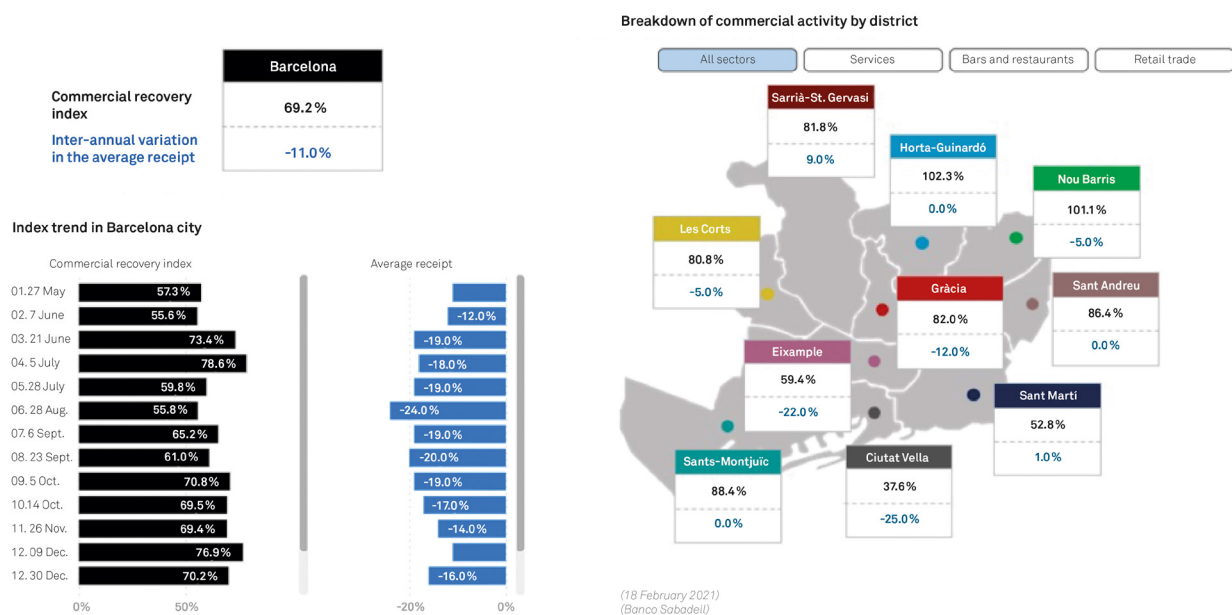 Barcelona
Commercial recovery
index
69.2%
Inter-annual variation
in the average receipt
-11.0%
Index trend in Barcelona city
Commercial recovery index
Average receipt
01.27 May 57.3%
02.7 June 55.6% -12.0%
03.21 June 73.4% -19.0%
04.5 July 78.6% -18.0%
05.28 July 59.8% -19.0%
06.28 Aug. 55.8% -24.0%
07.6 Sept. 65.2% -19.0%
08.23 Sept. 61.0% -20.0%
09.5 Oct. 70.8% -19.0%
10.14 Oct. 69.5% -17.0%
11.26 Nov. 69.4% -14.0%
12.09 Dec. 76.9%
12.30 Dec. 70.2% -16.0%
0% 50% -20% 0%
Breakdown of commercial activity by district
All sectors
Services
Bars and restaurants
Retail trade
Sarrià-St. Gervasi
81.8%
9.0%
Horta-Guinardó
102.3%
0.0%
Nou Barris
101.1%
-5.0%
Les Corts
80.8%
-5.0%
Gràcia
82.0%
-12.0%
Sant Andreu
86.4%
0.0%
Eixample
59.4%
-22.0%
Sant Martí
52.8%
1.0%
Sants-Montjuïc
88.4%
0.0%
Ciutat Vella
37.6%
-25.0%
(18 February 2021)
(Banco Sabadell)